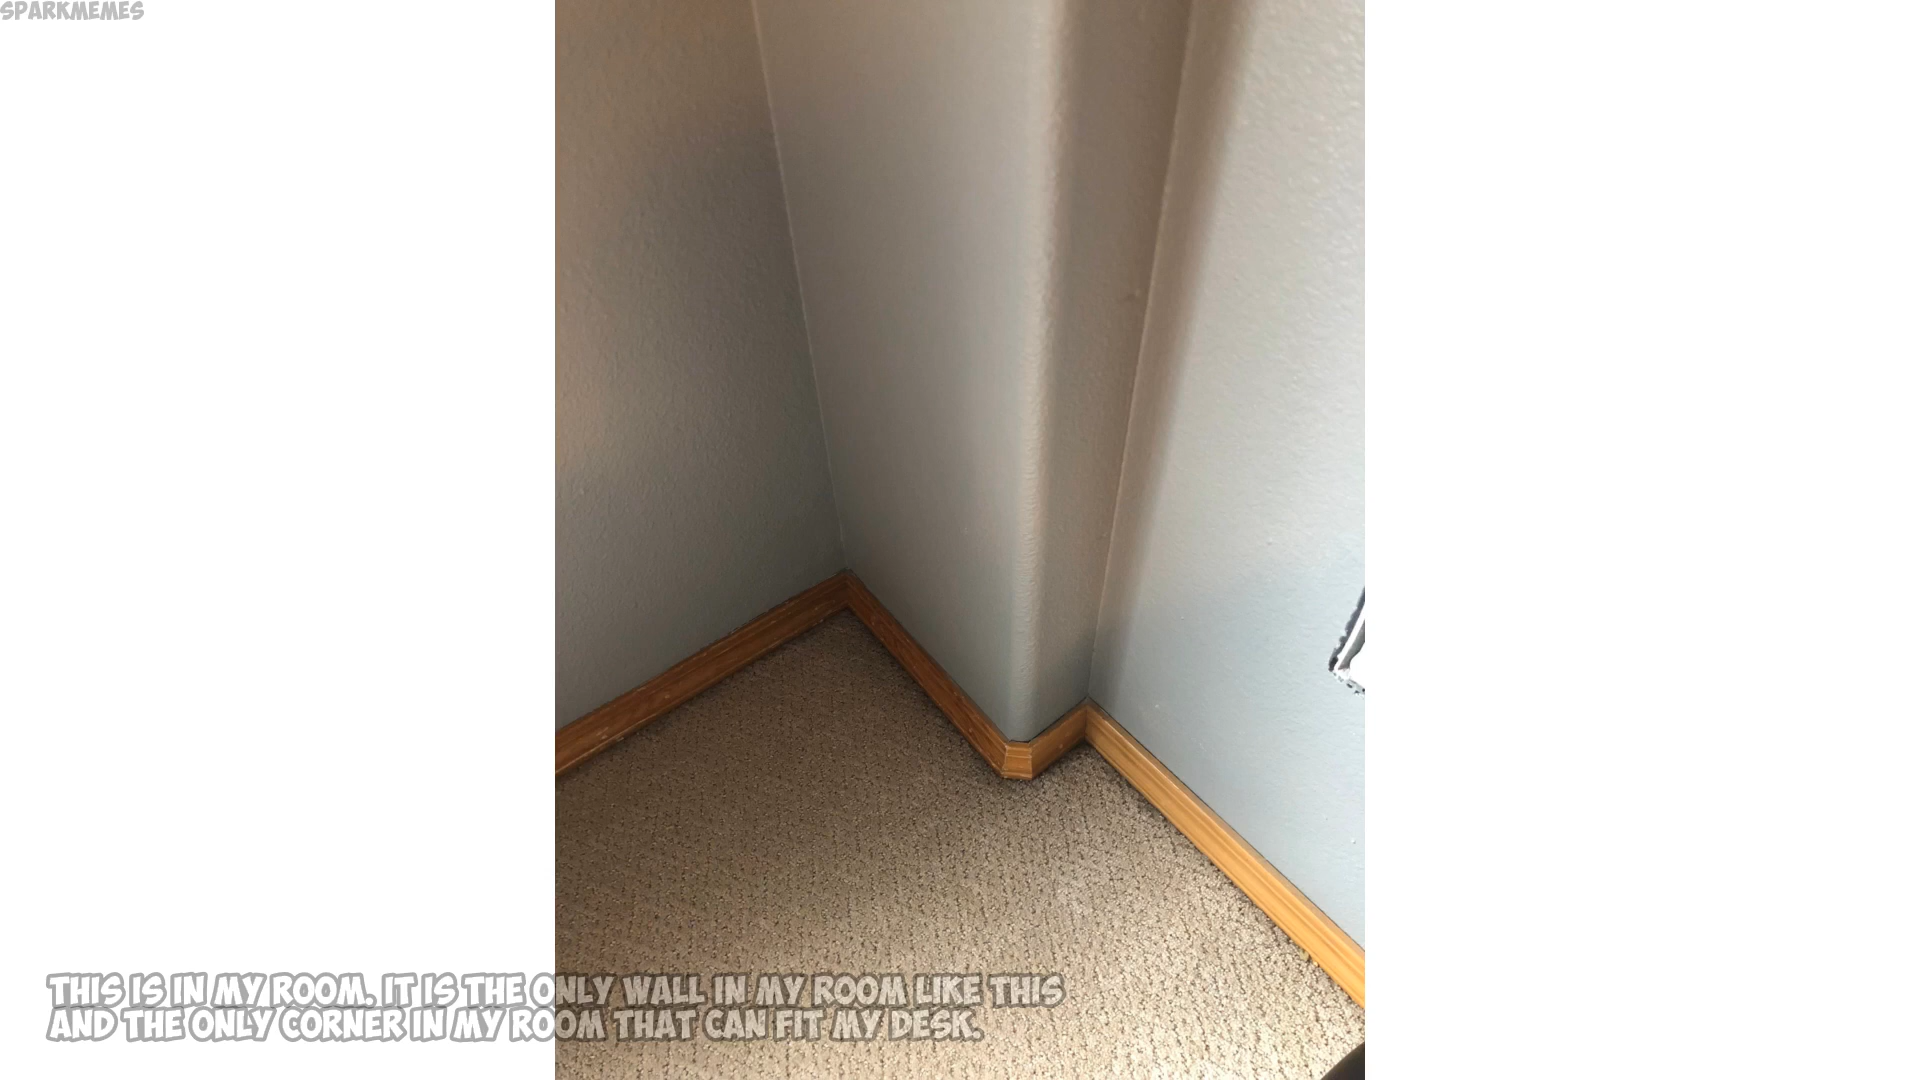 SPARKMEMES
THIS IS IN MY ROOM. IT IS THE ONLY WALL IN MY ROOM LIKE THIS
AND THE ONLY CORNER IN MY ROOM THAT CAN FIT MY DESK.